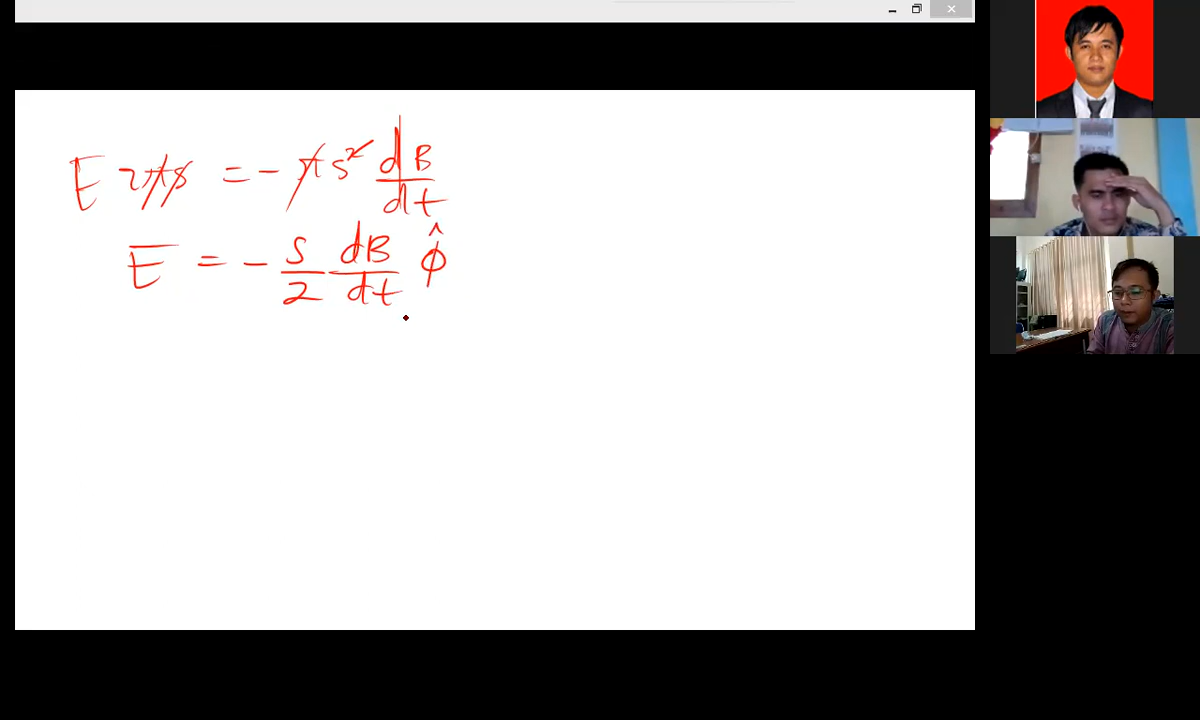 E 2πs = - πs² dB/dt
E̅ = - s/2 dB/dt ϕ̂